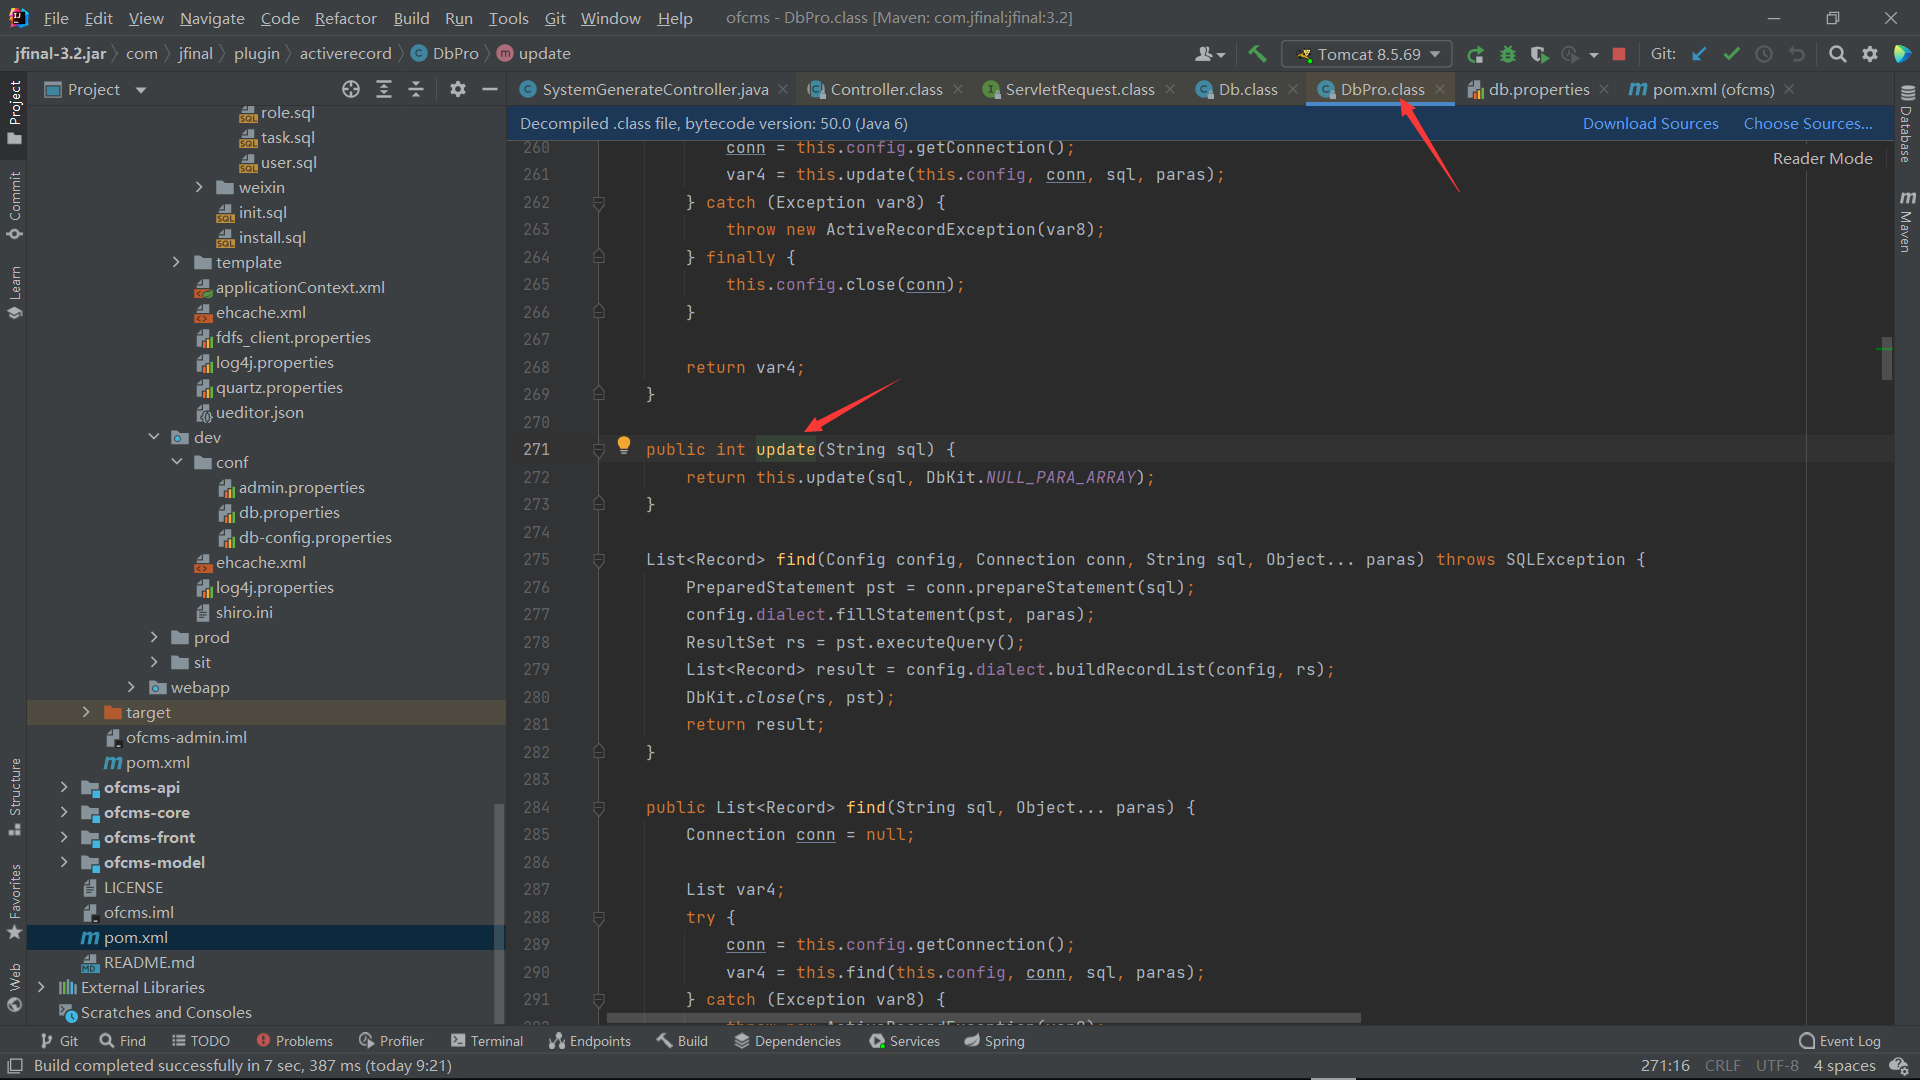 File Edit View Navigate Code Refactor Build Run Tools Git Window Help ofcms - DbPro.class [Maven: com.jfinal:jfinal:3.2]
jfinal-3.2.jar com jfinal plugin activerecord DbPro update Tomcat 8.5.69 Git:
Project SystemGenerateController.java Controller.class ServletRequest.class Db.class DbPro.class db.properties pom.xml (ofcms)
Decompiled .class file, bytecode version: 50.0 (Java 6) Download Sources Choose Sources...
Reader Mode
Project
Commit
Learn
Structure
Favorites
Web
Database
Maven
role.sql
task.sql
user.sql
weixin
init.sql
install.sql
template
applicationContext.xml
ehcache.xml
fdfs_client.properties
log4j.properties
quartz.properties
ueditor.json
dev
conf
admin.properties
db.properties
db-config.properties
ehcache.xml
log4j.properties
shiro.ini
prod
sit
webapp
target
ofcms-admin.iml
pom.xml
ofcms-api
ofcms-core
ofcms-front
ofcms-model
LICENSE
ofcms.iml
pom.xml
README.md
External Libraries
Scratches and Consoles
260 conn = this.config.getConnection();
261 var4 = this.update(this.config, conn, sql, paras);
262 } catch (Exception var8) {
263 throw new ActiveRecordException(var8);
264 } finally {
265 this.config.close(conn);
266 }
267
268 return var4;
269 }
270
271 public int update(String sql) {
272 return this.update(sql, DbKit.NULL_PARA_ARRAY);
273 }
274
275 List<Record> find(Config config, Connection conn, String sql, Object... paras) throws SQLException {
276 PreparedStatement pst = conn.prepareStatement(sql);
277 config.dialect.fillStatement(pst, paras);
278 ResultSet rs = pst.executeQuery();
279 List<Record> result = config.dialect.buildRecordList(config, rs);
280 DbKit.close(rs, pst);
281 return result;
282 }
283
284 public List<Record> find(String sql, Object... paras) {
285 Connection conn = null;
286
287 List var4;
288 try {
289 conn = this.config.getConnection();
290 var4 = this.find(this.config, conn, sql, paras);
291 } catch (Exception var8) {
Git Find TODO Problems Profiler Terminal Endpoints Build Dependencies Services Spring Event Log
Build completed successfully in 7 sec, 387 ms (today 9:21) 271:16 CRLF UTF-8 4 spaces